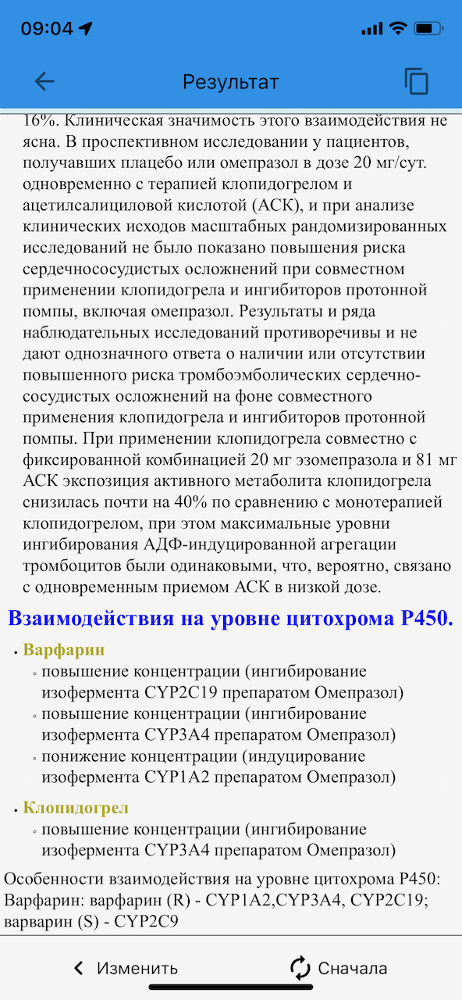 09:04
Результат
16%. Клиническая значимость этого взаимодействия не
ясна. В проспективном исследовании у пациентов,
получавших плацебо или омепразол в дозе 20 мг/сут.
одновременно с терапией клопидогрелом и
ацетилсалициловой кислотой (АСК), и при анализе
клинических исходов масштабных рандомизированных
исследований не было показано повышения риска
сердечнососудистых осложнений при совместном
применении клопидогрела и ингибиторов протонной
помпы, включая омепразол. Результаты и ряда
наблюдательных исследований противоречивы и не
дают однозначного ответа о наличии или отсутствии
повышенного риска тромбоэмболических сердечно-
сосудистых осложнений на фоне совместного
применения клопидогрела и ингибиторов протонной
помпы. При применении клопидогрела совместно с
фиксированной комбинацией 20 мг эзомепразола и 81 мг
АСК экспозиция активного метаболита клопидогрела
снизилась почти на 40% по сравнению с монотерапией
клопидогрелом, при этом максимальные уровни
ингибирования АДФ-индуцированной агрегации
тромбоцитов были одинаковыми, что, вероятно, связано
с одновременным приемом АСК в низкой дозе.
Взаимодействия на уровне цитохрома Р450.
• Варфарин
◦ повышение концентрации (ингибирование
изофермента CYP2C19 препаратом Омепразол)
◦ повышение концентрации (ингибирование
изофермента CYP3A4 препаратом Омепразол)
◦ понижение концентрации (индуцирование
изофермента CYP1A2 препаратом Омепразол)
• Клопидогрел
◦ повышение концентрации (ингибирование
изофермента CYP3A4 препаратом Омепразол)
Особенности взаимодействия на уровне цитохрома Р450:
Варфарин: варфарин (R) - CYP1A2,CYP3A4, CYP2C19;
варварин (S) - CYP2C9
Изменить
Сначала